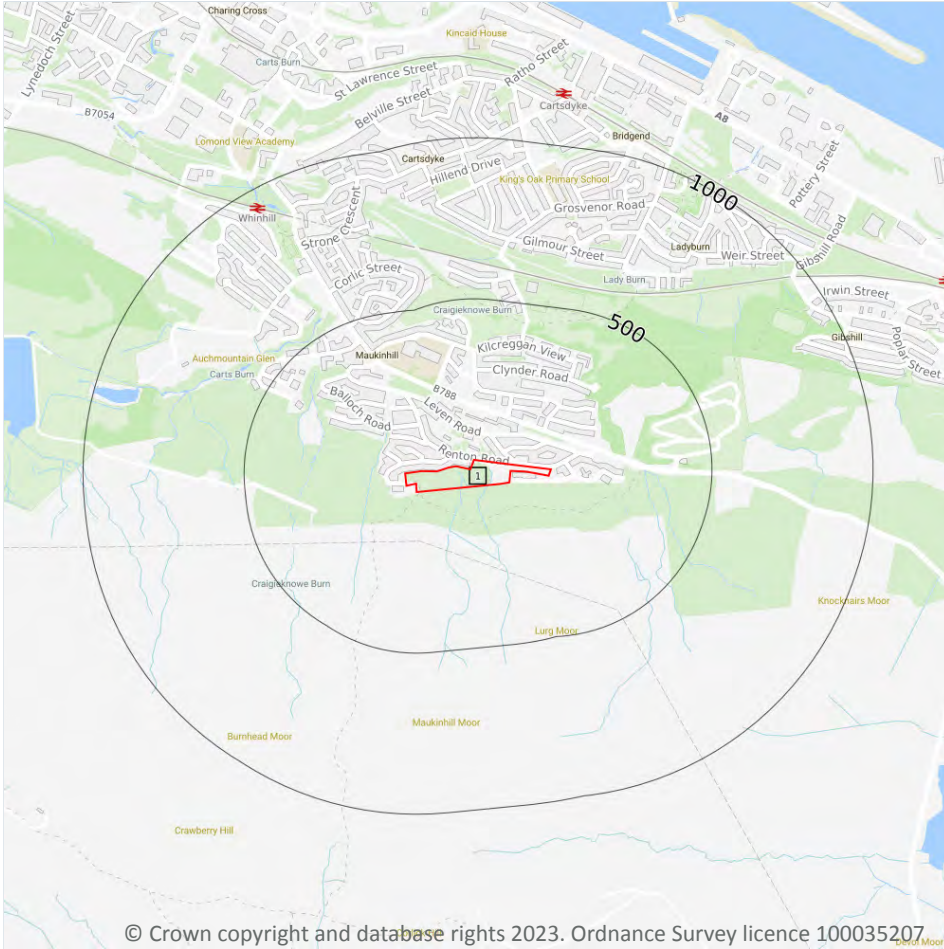 Charing Cross
Kincaid House
Lynedoch Street
Carts Burn
St Lawrence Street
Ratho Street
Cartsdyke
Belville Street
B7054
A8
Lomond View Academy
Bridgend
Pottery Street
Cartsdyke
Hillend Drive
King's Oak Primary School
1000
Whinhill
Grosvenor Road
Strone Crescent
Gilmour Street
Ladyburn
Weir Street
Gibshill Road
Corlic Street
Lady Burn
Irwin Street
Craigieknowe Burn
500
Gibshill
Poplar Street
Auchmountain Glen
Maukinhill
Kilcreggan View
Carts Burn
Clynder Road
B788
Balloch Road
Leven Road
Renton Road
1
Craigieknowe Burn
Knocknairs Moor
Lurg Moor
Maukinhill Moor
Burnhead Moor
Crawberry Hill
© Crown copyright and database rights 2023. Ordnance Survey licence 100035207.
Devol Moor